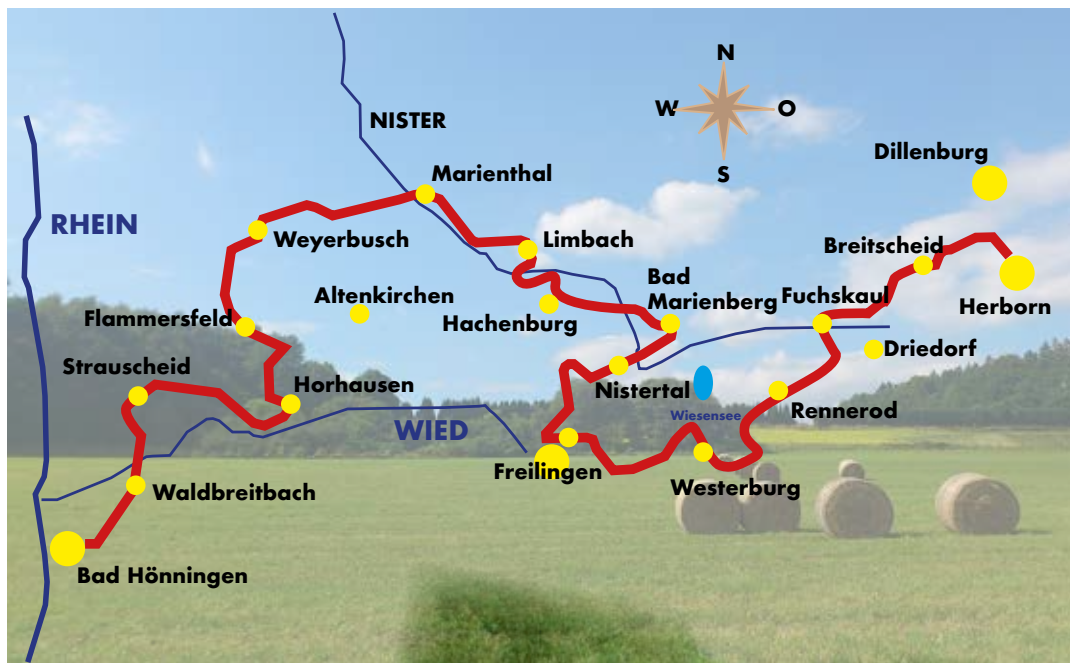 N
W
O
S
NISTER
Dillenburg
Marienthal
RHEIN
Weyerbusch
Limbach
Breitscheid
Altenkirchen
Bad
Marienberg
Fuchskaul
Herborn
Flammersfeld
Hachenburg
Driedorf
Strauscheid
Horhausen
Nistertal
Wiesensee
Rennerod
WIED
Freilingen
Westerburg
Waldbreitbach
Bad Hönningen